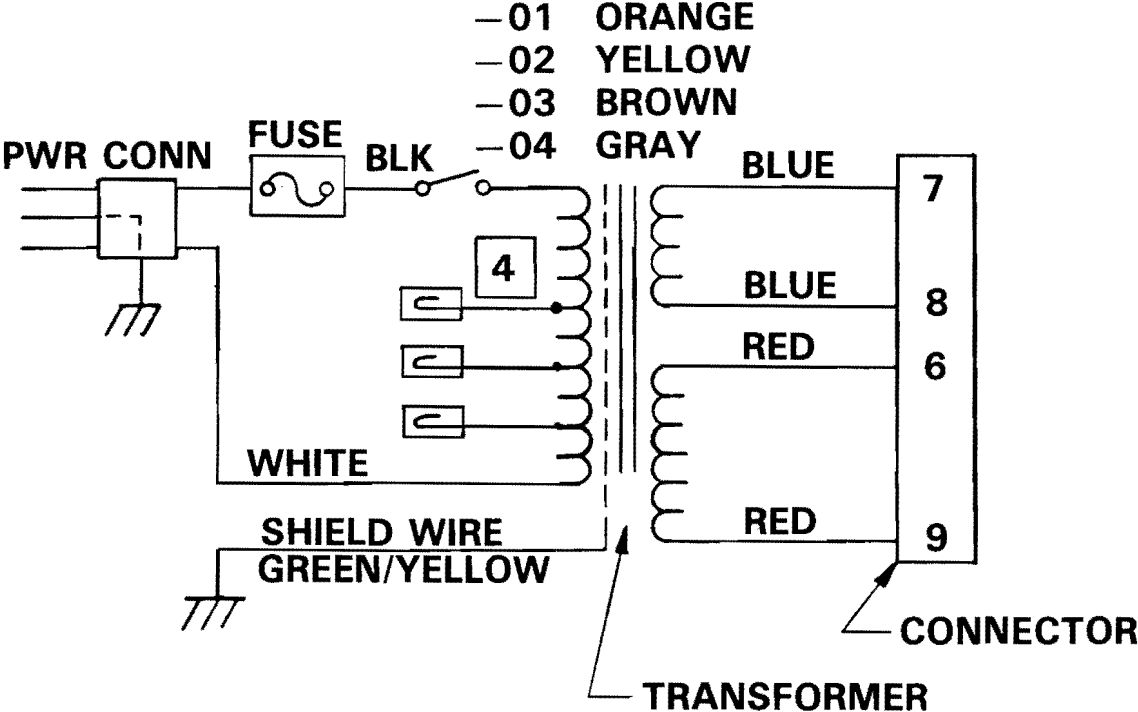 —01 ORANGE
—02 YELLOW
—03 BROWN
—04 GRAY
PWR CONN
FUSE
BLK
BLUE
7
4
BLUE
8
RED
6
WHITE
RED
9
SHIELD WIRE
GREEN/YELLOW
CONNECTOR
TRANSFORMER